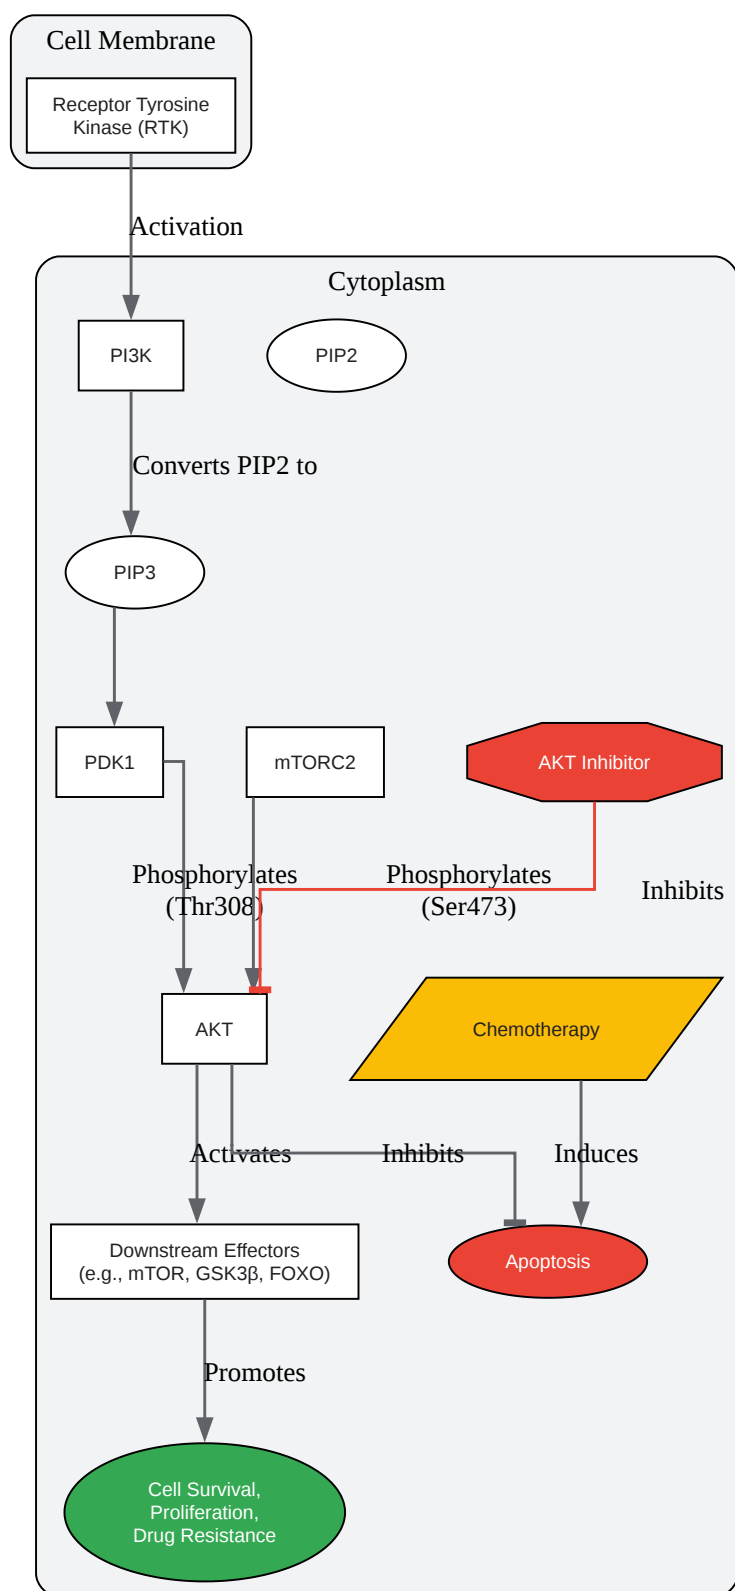 Cell Membrane
Receptor Tyrosine
Kinase (RTK)
Activation
Cytoplasm
PI3K
PIP2
Converts PIP2 to
PIP3
PDK1
mTORC2
AKT Inhibitor
Phosphorylates
(Thr308)
Phosphorylates
(Ser473)
Inhibits
AKT
Chemotherapy
Activates
Inhibits
Induces
Downstream Effectors
(e.g., mTOR, GSK3β, FOXO)
Apoptosis
Promotes
Cell Survival,
Proliferation,
Drug Resistance